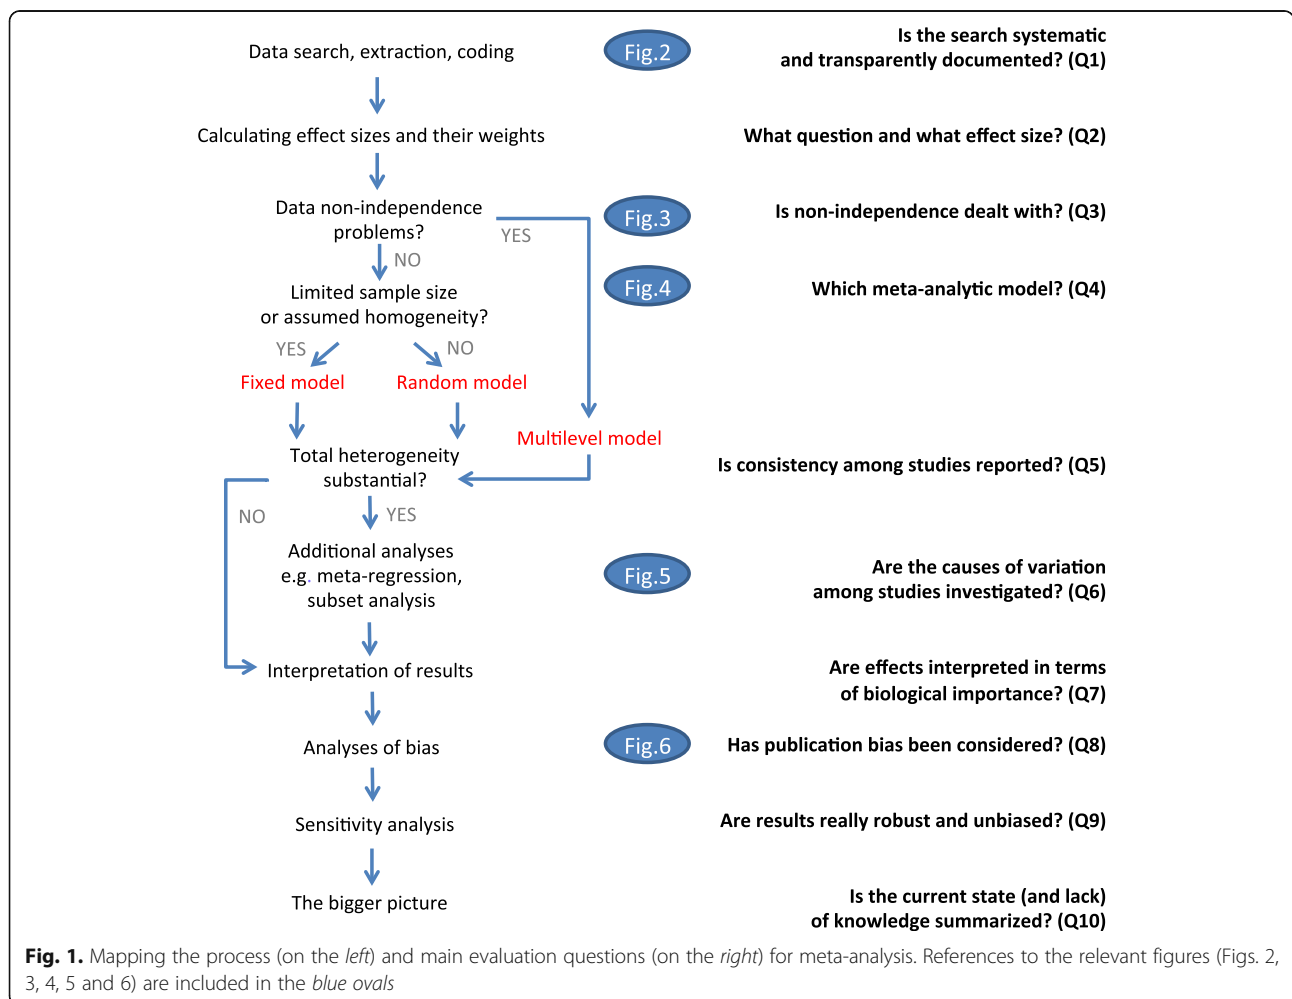 Data search, extraction, coding
Fig.2
Is the search systematic
and transparently documented? (Q1)
Calculating effect sizes and their weights
What question and what effect size? (Q2)
Data non-independence
problems?
YES
NO
Fig.3
Is non-independence dealt with? (Q3)
Limited sample size
or assumed homogeneity?
YES
NO
Fig.4
Which meta-analytic model? (Q4)
Fixed model
Random model
Multilevel model
Total heterogeneity
substantial?
NO
YES
Is consistency among studies reported? (Q5)
Additional analyses
e.g. meta-regression,
subset analysis
Fig.5
Are the causes of variation
among studies investigated? (Q6)
Interpretation of results
Are effects interpreted in terms
of biological importance? (Q7)
Analyses of bias
Fig.6
Has publication bias been considered? (Q8)
Sensitivity analysis
Are results really robust and unbiased? (Q9)
The bigger picture
Is the current state (and lack)
of knowledge summarized? (Q10)
Fig. 1. Mapping the process (on the left) and main evaluation questions (on the right) for meta-analysis. References to the relevant figures (Figs. 2,
3, 4, 5 and 6) are included in the blue ovals